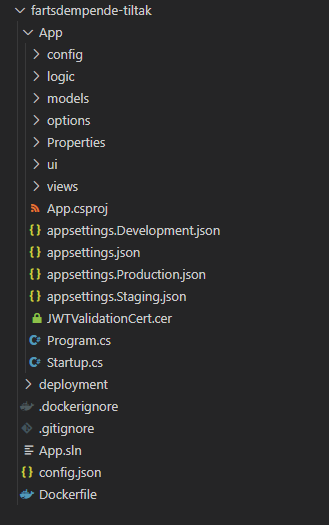 fartsdempende-tiltak
App
config
logic
models
options
Properties
ui
views
App.csproj
appsettings.Development.json
appsettings.json
appsettings.Production.json
appsettings.Staging.json
JWTValidationCert.cer
Program.cs
Startup.cs
deployment
.dockerignore
.gitignore
App.sln
config.json
Dockerfile